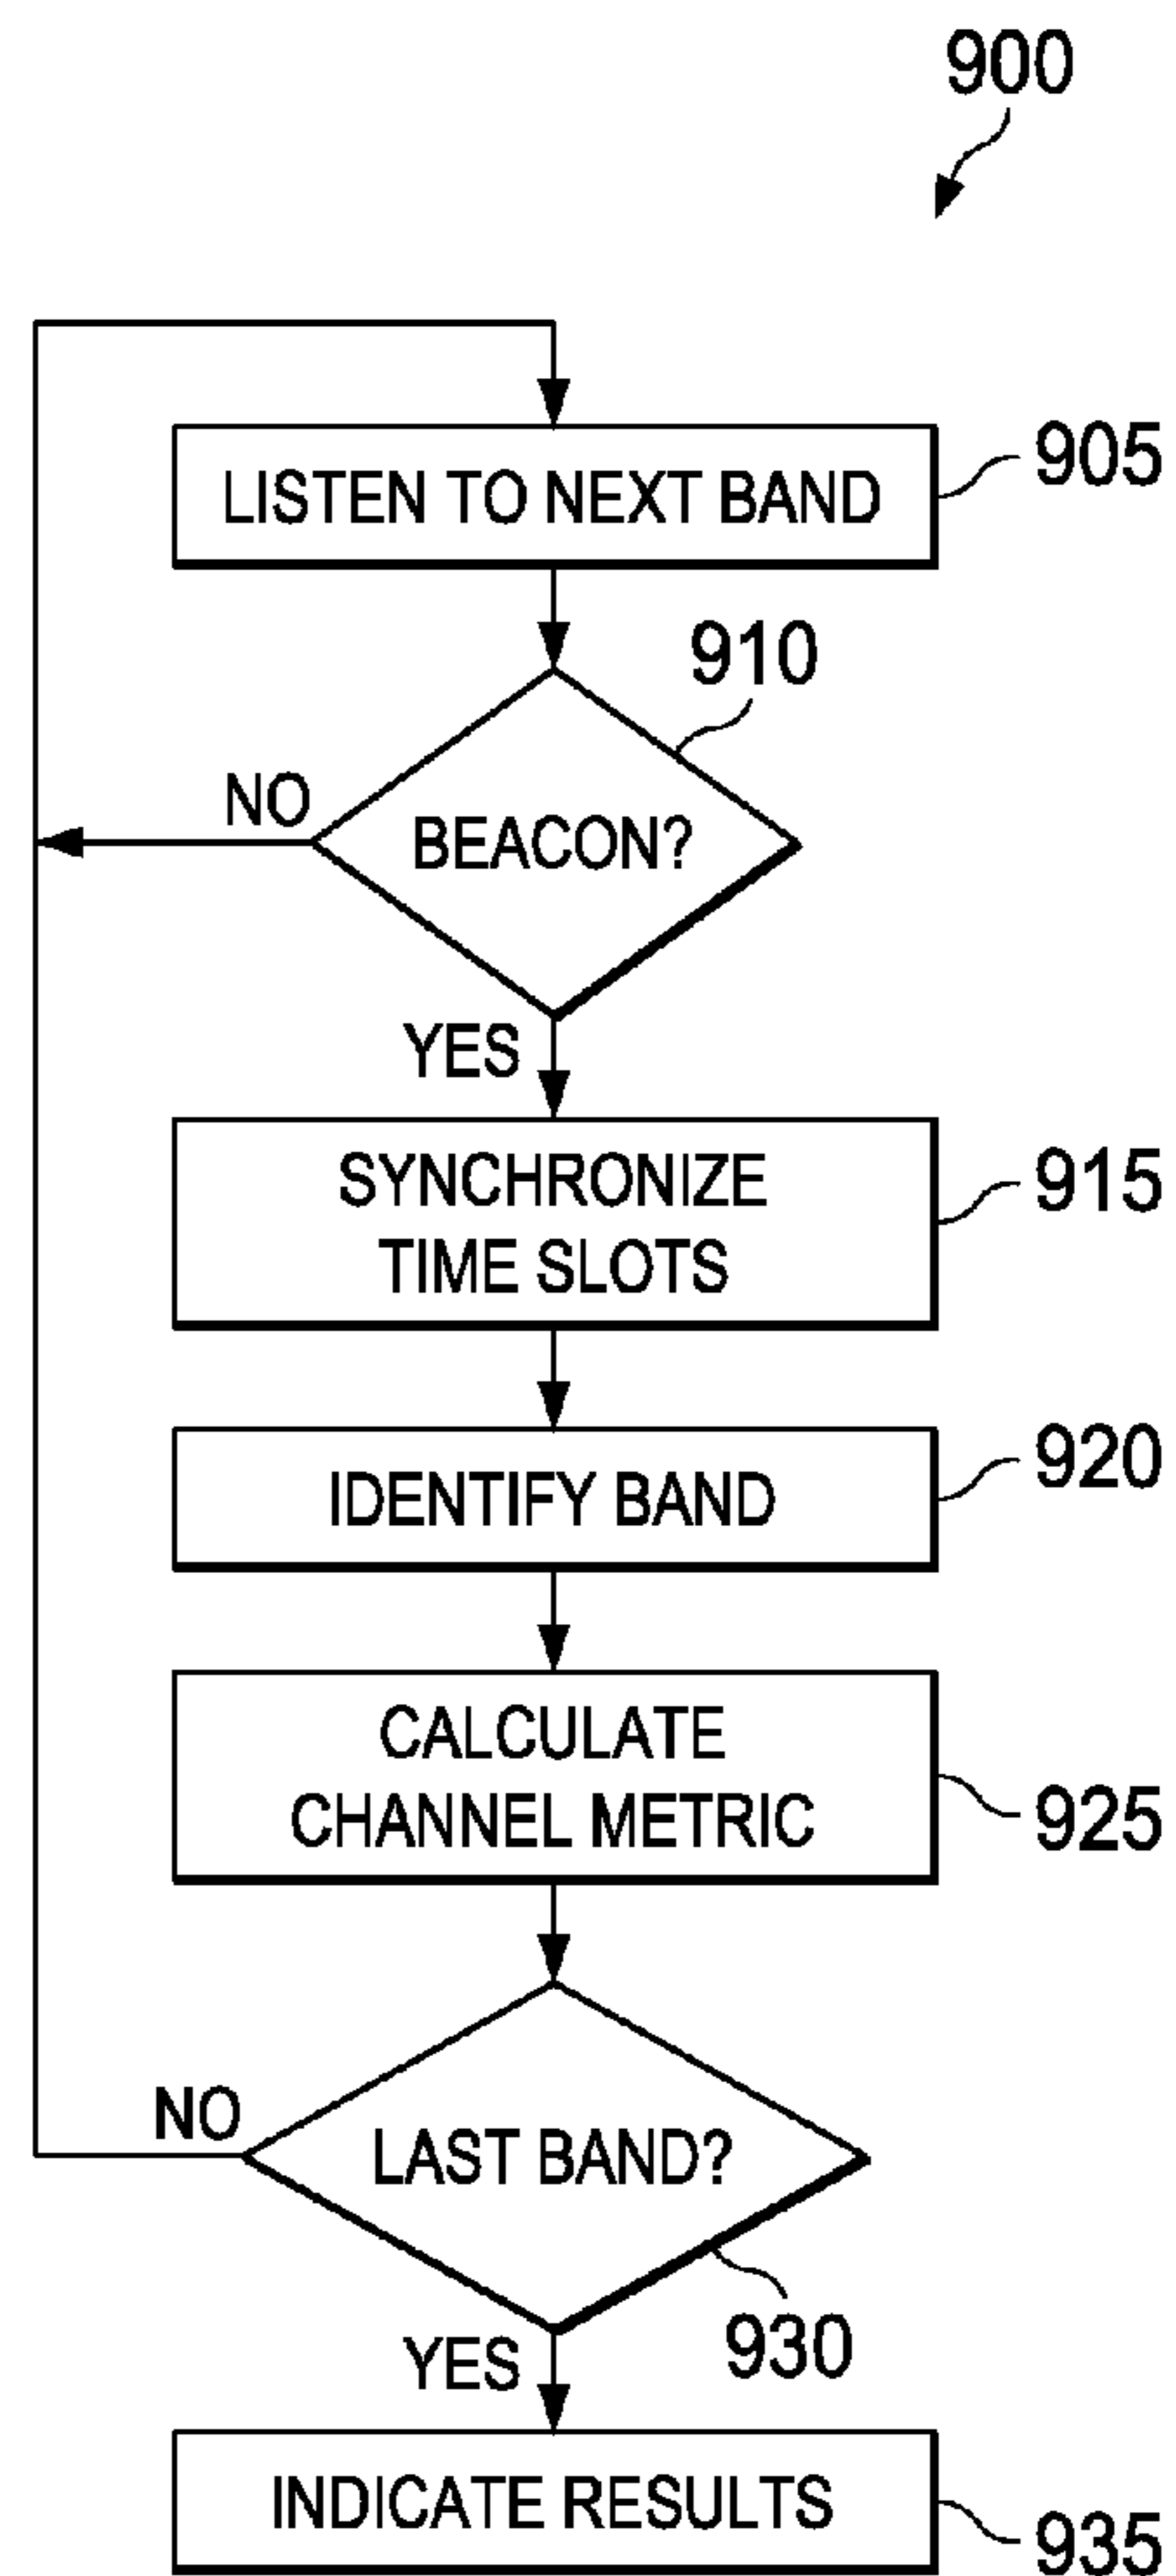 900
LISTEN TO NEXT BAND
905
910
NO
BEACON?
YES
SYNCHRONIZE
TIME SLOTS
915
IDENTIFY BAND
920
CALCULATE
CHANNEL METRIC
925
NO
LAST BAND?
930
YES
INDICATE RESULTS
935